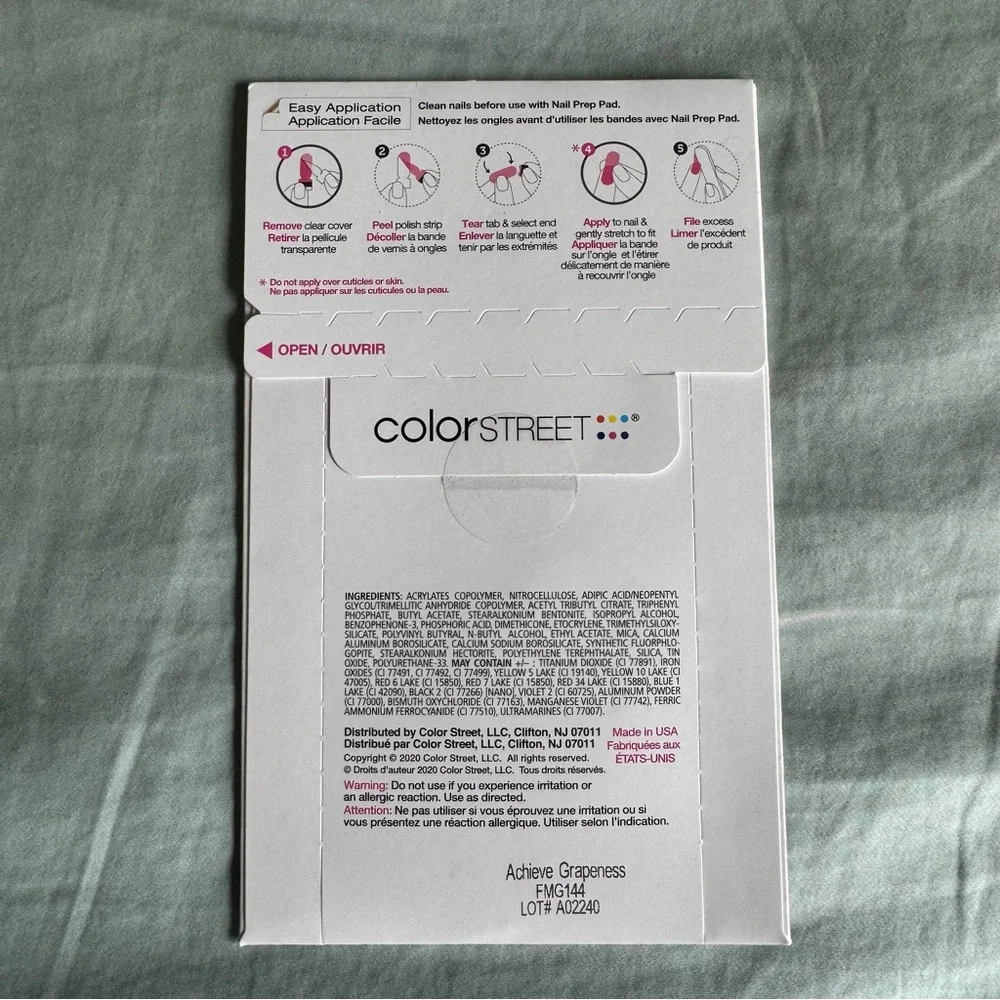 Easy Application
Application Facile
Clean nails before use with Nail Prep Pad.
Nettoyez les ongles avant d'utiliser les bandes avec Nail Prep Pad.
1
2
3
*4
5
Remove clear cover
Retirer la pellicule
transparente
Peel polish strip
Décoller la bande
de vernis à ongles
Tear tab & select end
Enlever la languette et
tenir par les extrémités
Apply to nail &
gently stretch to fit
Appliquer la bande
sur l'ongle et l'étirer
délicatement de manière
à recouvrir l'ongle
File excess
Limer l'excédent
de produit
* Do not apply over cuticles or skin.
Ne pas appliquer sur les cuticules ou la peau.
OPEN / OUVRIR
colorSTREET ®
INGREDIENTS: ACRYLATES COPOLYMER, NITROCELLULOSE, ADIPIC ACID/NEOPENTYL
GLYCOL/TRIMELLITIC ANHYDRIDE COPOLYMER, ACETYL TRIBUTYL CITRATE, TRIPHENYL
PHOSPHATE, BUTYL ACETATE, STEARALKONIUM BENTONITE, ISOPROPYL ALCOHOL,
BENZOPHENONE-3, PHOSPHORIC ACID, DIMETHICONE, ETOCRYLENE, TRIMETHYLSILOXY-
SILICATE, POLYVINYL BUTYRAL, N-BUTYL ALCOHOL, ETHYL ACETATE, MICA, CALCIUM
ALUMINUM BOROSILICATE, CALCIUM SODIUM BOROSILICATE, SYNTHETIC FLUORPHLO-
GOPITE, STEARALKONIUM HECTORITE, POLYETHYLENE TEREPHTHALATE, SILICA, TIN
OXIDE, POLYURETHANE-33. MAY CONTAIN +/– : TITANIUM DIOXIDE (CI 77891), IRON
OXIDES (CI 77491, CI 77492, CI 77499), YELLOW 5 LAKE (CI 19140), YELLOW 10 LAKE (CI
47005), RED 6 LAKE (CI 15850), RED 7 LAKE (CI 15850), RED 34 LAKE (CI 15880), BLUE 1
LAKE (CI 42090), BLACK 2 (CI 77266) [NANO], VIOLET 2 (CI 60725), ALUMINUM POWDER
(CI 77000), BISMUTH OXYCHLORIDE (CI 77163), MANGANESE VIOLET (CI 77742), FERRIC
AMMONIUM FERROCYANIDE (CI 77510), ULTRAMARINES (CI 77007).
Distributed by Color Street, LLC, Clifton, NJ 07011
Distribué par Color Street, LLC, Clifton, NJ 07011
Made in USA
Fabriquées aux
ÉTATS-UNIS
Copyright © 2020 Color Street, LLC. All rights reserved.
© Droits d'auteur 2020 Color Street, LLC. Tous droits réservés.
Warning: Do not use if you experience irritation or
an allergic reaction. Use as directed.
Attention: Ne pas utiliser si vous éprouvez une irritation ou si
vous présentez une réaction allergique. Utiliser selon l'indication.
Achieve Grapeness
FMG144
LOT# A02240